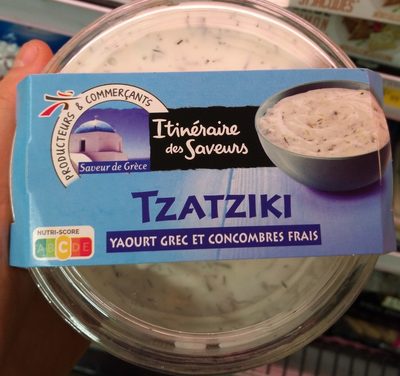 PRODUCTEURS & COMMERÇANTS
Saveur de Grèce
Itinéraire
des Saveurs
TZATZIKI
YAOURT GREC ET CONCOMBRES FRAIS
NUTRI-SCORE
A B C D E